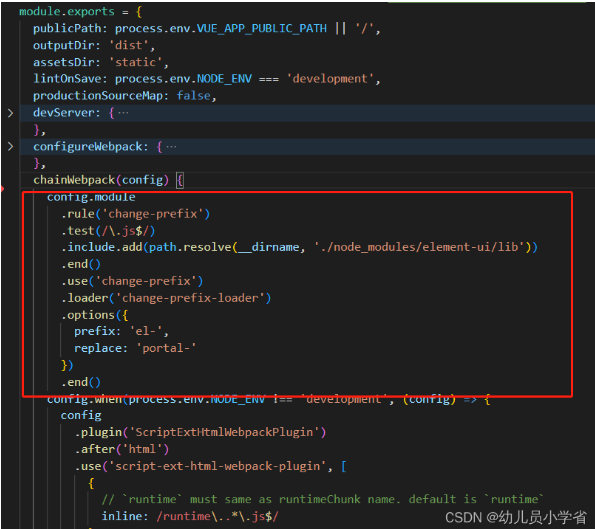 module.exports = {
publicPath: process.env.VUE_APP_PUBLIC_PATH || '/',
outputDir: 'dist',
assetsDir: 'static',
lintOnSave: process.env.NODE_ENV === 'development',
productionSourceMap: false,
devServer: {…
},
configureWebpack: {…
},
chainWebpack(config) {
config.module
.rule('change-prefix')
.test(/\.js$/)
.include.add(path.resolve(__dirname, './node_modules/element-ui/lib'))
.end()
.use('change-prefix')
.loader('change-prefix-loader')
.options({
prefix: 'el-',
replace: 'portal-'
})
.end()
config.when(process.env.NODE_ENV !== 'development', (config) => {
config
.plugin('ScriptExtHtmlWebpackPlugin')
.after('html')
.use('script-ext-html-webpack-plugin', [
{
// `runtime` must same as runtimeChunk name. default is `runtime`
inline: /runtime\..*\.js$/
CSDN @幼儿员小学省